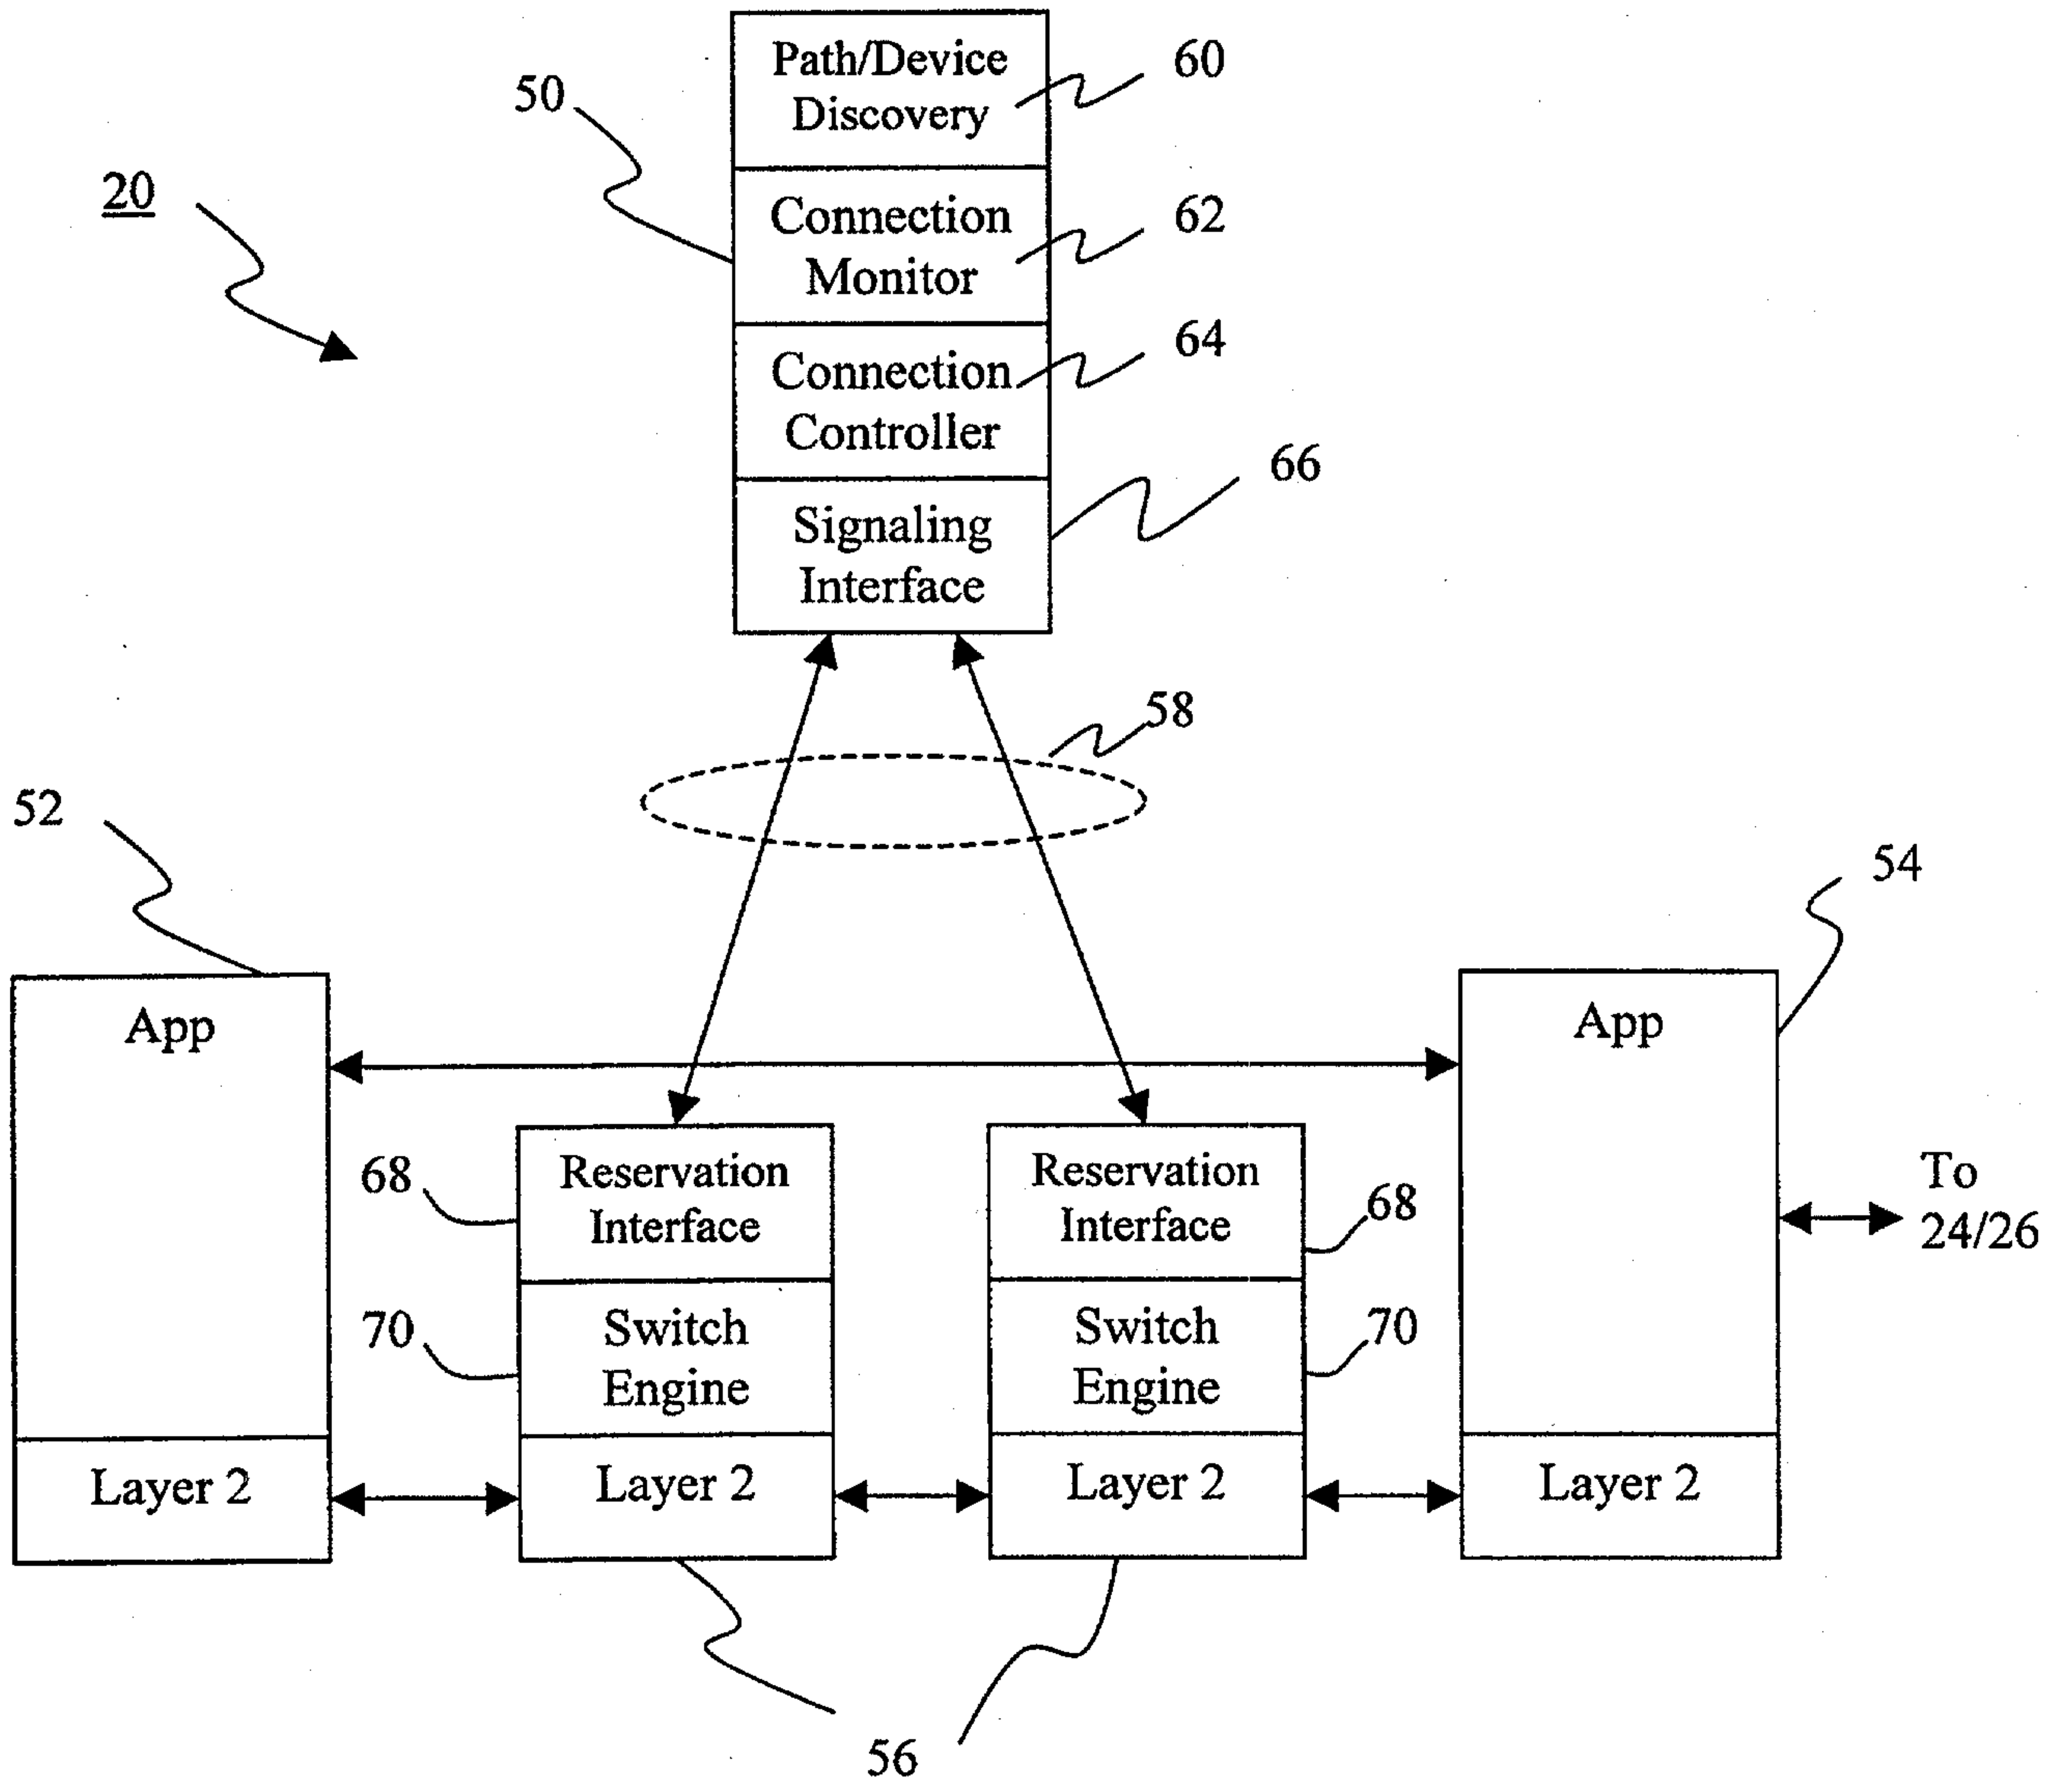 Path/Device
Discovery
60
50
20
Connection
Monitor
62
Connection
Controller
64
66
Signaling
Interface
58
52
54
App
App
Reservation
Interface
68
Reservation
Interface
68
To
24/26
Switch
Engine
70
Switch
Engine
70
Layer 2
Layer 2
Layer 2
Layer 2
56